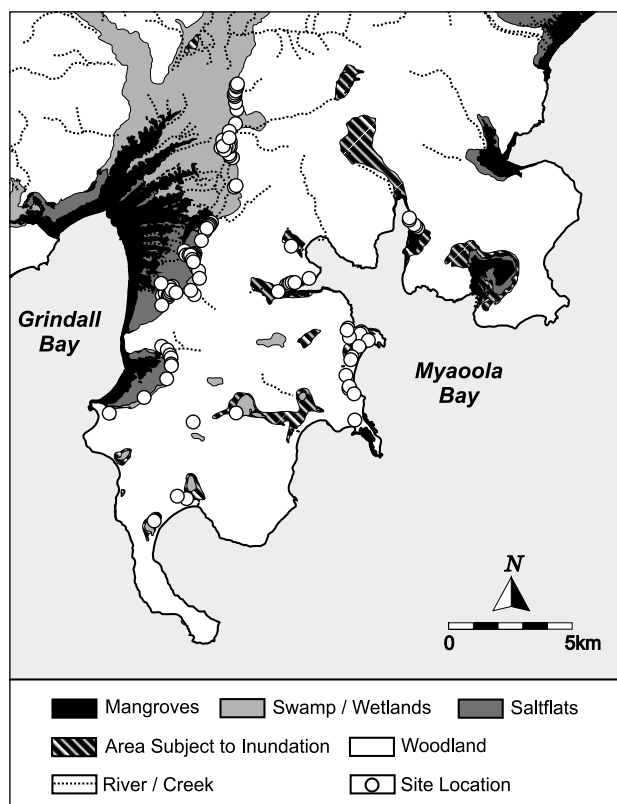 Grindall
Bay
Myaoola
Bay
N
0 5km
Mangroves Swamp / Wetlands Saltflats
Area Subject to Inundation Woodland
River / Creek Site Location